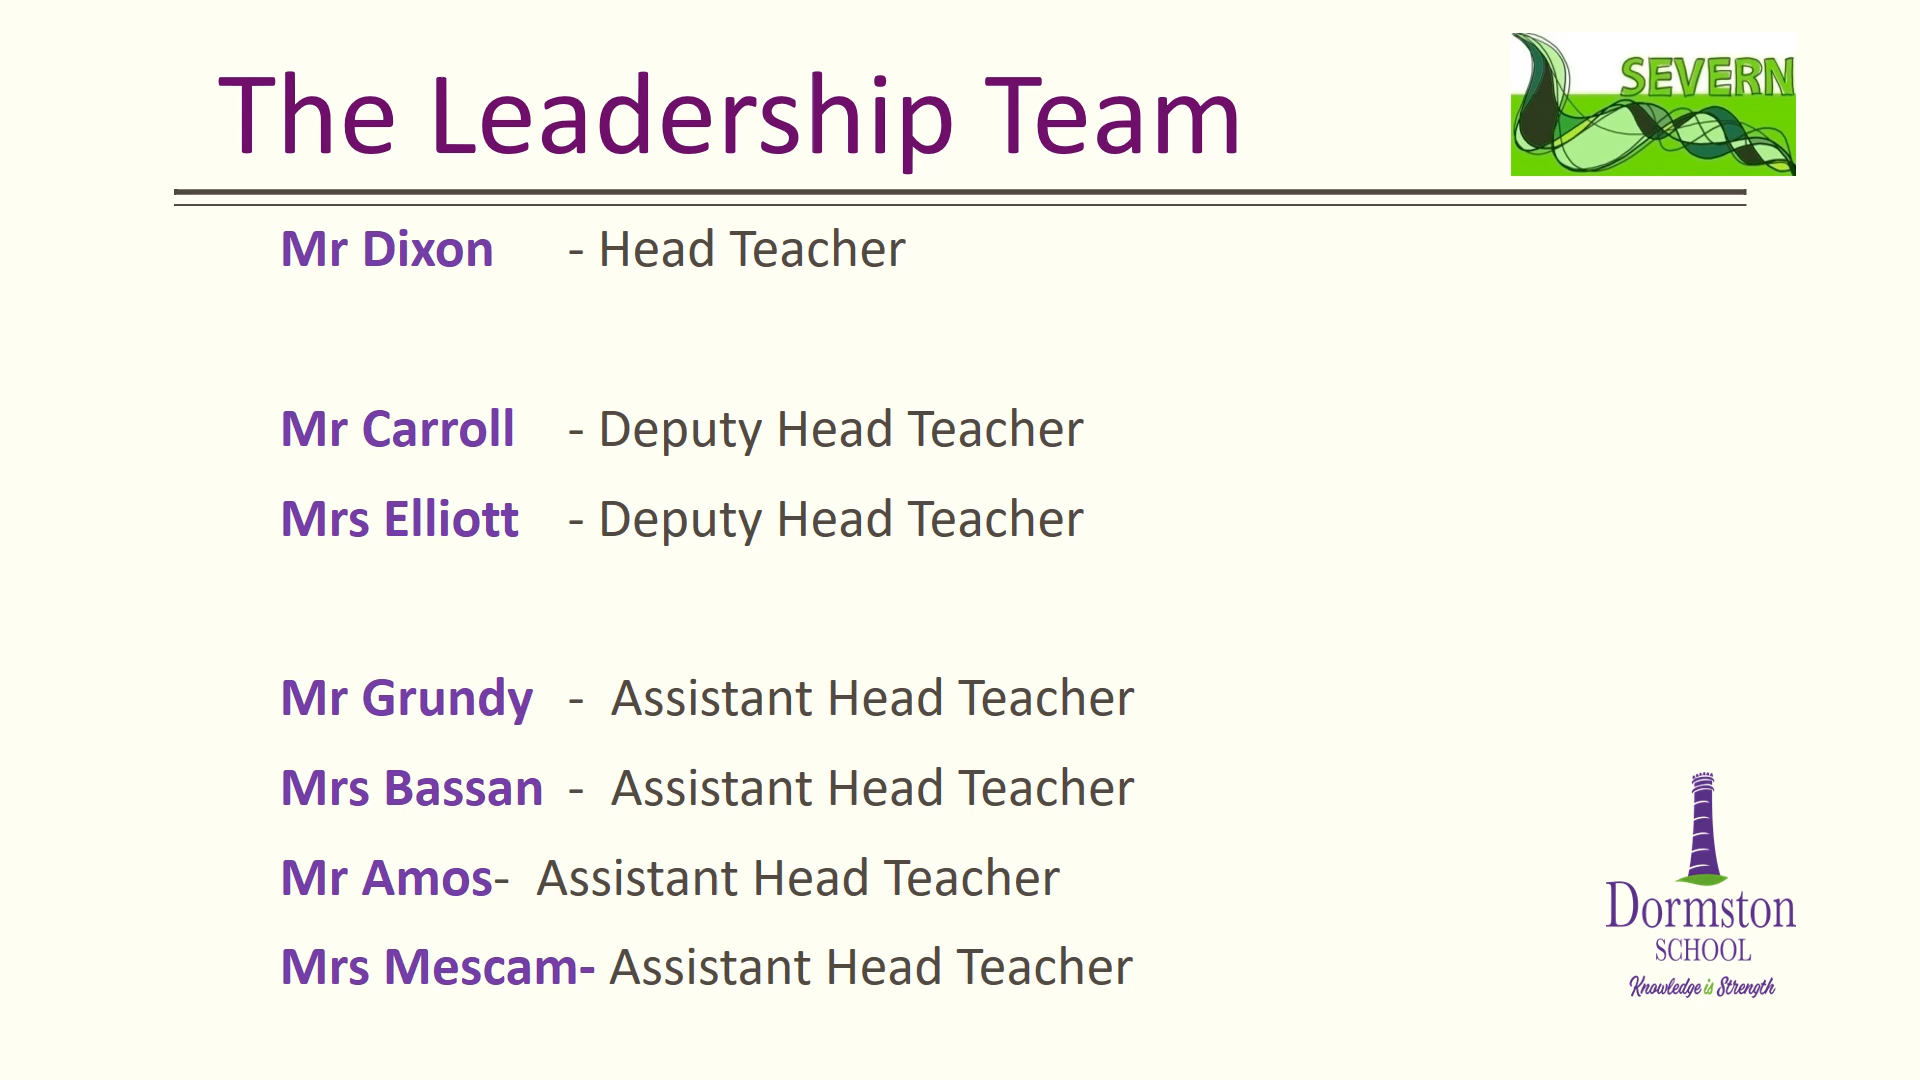 The Leadership Team
SEVERN
Mr Dixon - Head Teacher
Mr Carroll - Deputy Head Teacher
Mrs Elliott - Deputy Head Teacher
Mr Grundy - Assistant Head Teacher
Mrs Bassan - Assistant Head Teacher
Mr Amos- Assistant Head Teacher
Mrs Mescam- Assistant Head Teacher
Dormston
SCHOOL
Knowledge is Strength